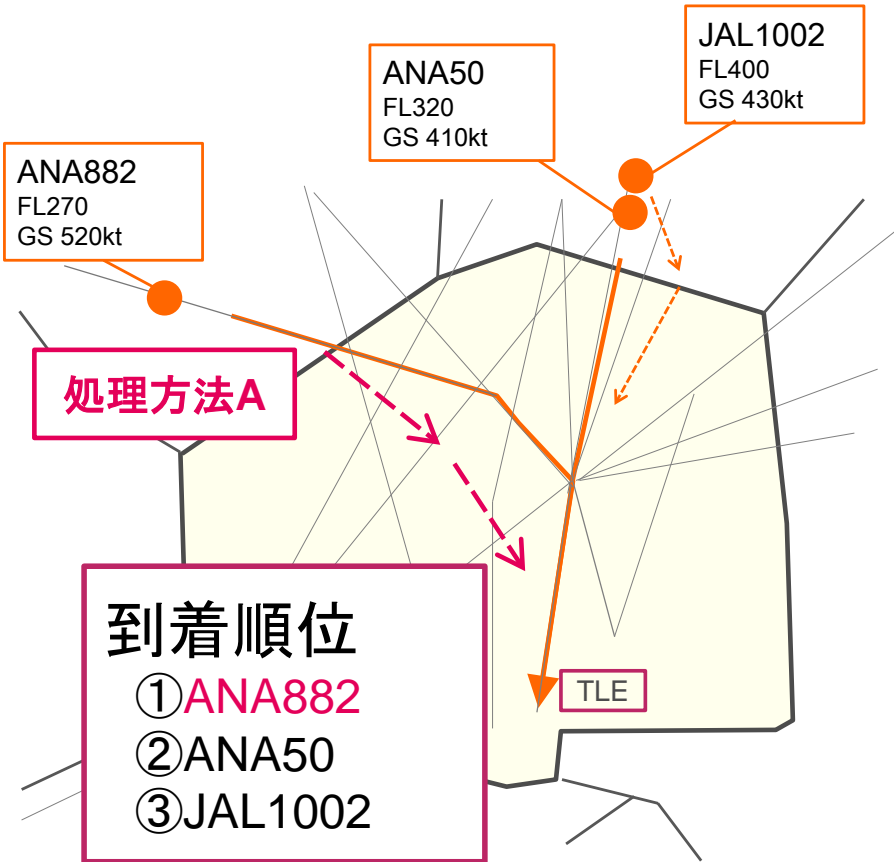 JAL1002
FL400
GS 430kt
ANA50
FL320
GS 410kt
ANA882
FL270
GS 520kt
処理方法A
到着順位
①ANA882
②ANA50
③JAL1002
TLE